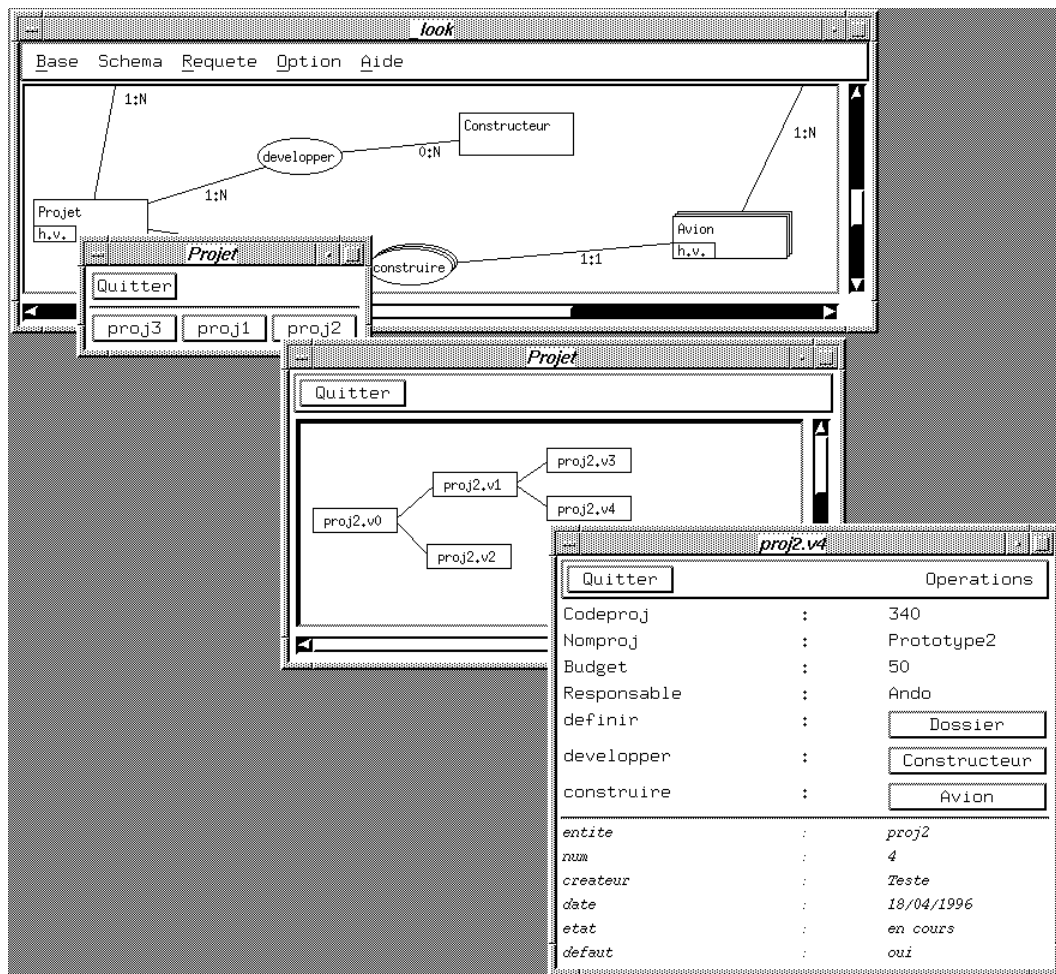 _look
Base Schema Requete Option Aide
1:N
Constructeur
1:N
developper
0:N
1:N
Projet
h.v.
Avion
h.v.
construire
1:1
Projet
Quitter
proj3 proj1 proj2
Projet
Quitter
proj2.v3
proj2.v1
proj2.v4
proj2.v0
proj2.v2
proj2.v4
Quitter Operations
Codeproj : 340
Nomproj : Prototype2
Budget : 50
Responsable : Ando
definir : Dossier
developper : Constructeur
construire : Avion
entite : proj2
num : 4
createur : Teste
date : 18/04/1996
etat : en cours
defaut : oui